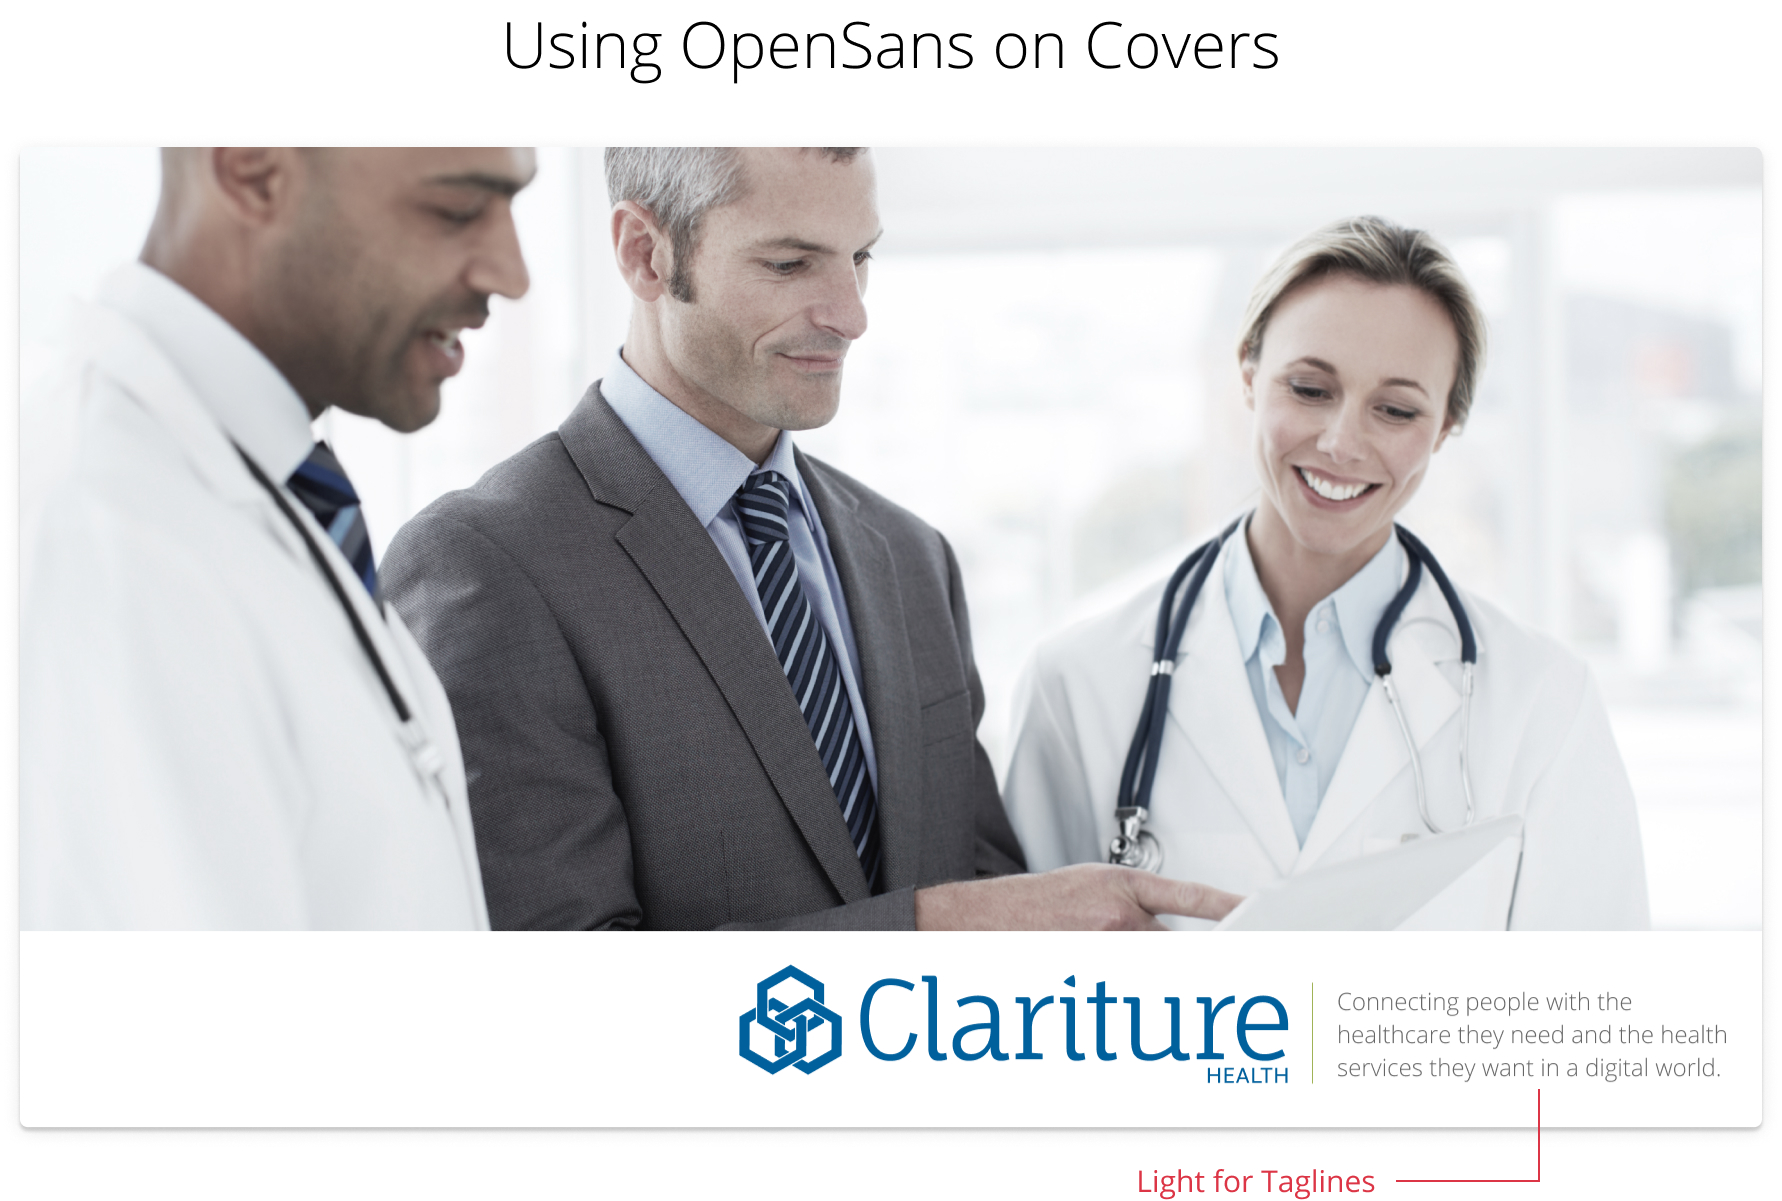 Using OpenSans on Covers
Clariture
HEALTH
Connecting people with the
healthcare they need and the health
services they want in a digital world.
Light for Taglines